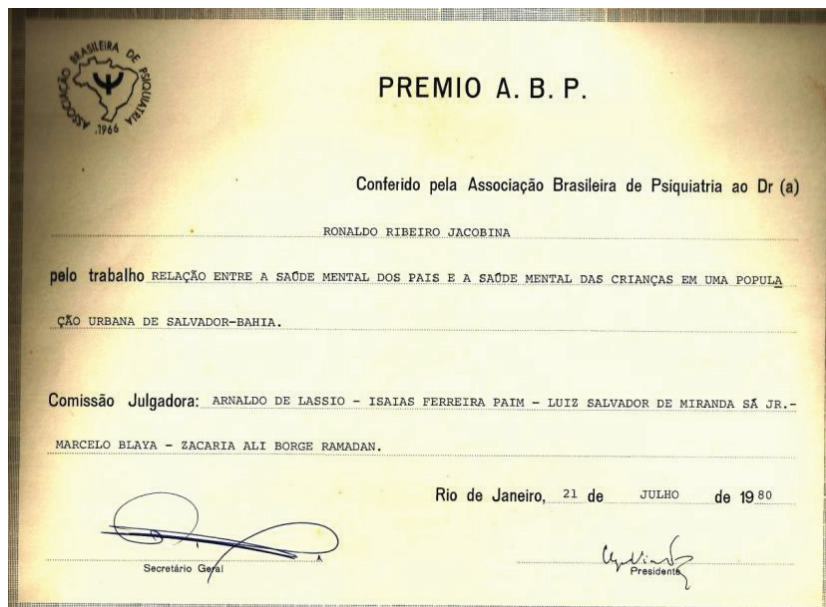 ASSOCIAÇÃO BRASILEIRA DE PSIQUIATRIA
.1966
PREMIO A. B. P.
Conferido pela Associação Brasileira de Psiquiatria ao Dr (a)
RONALDO RIBEIRO JACOBINA
pelo trabalho RELAÇÃO ENTRE A SAÚDE MENTAL DOS PAIS E A SAÚDE MENTAL DAS CRIANÇAS EM UMA POPULA
ÇÃO URBANA DE SALVADOR-BAHIA.
Comissão Julgadora: ARNALDO DE LASSIO - ISAIAS FERREIRA PAIM - LUIZ SALVADOR DE MIRANDA SÁ JR.-
MARCELO BLAYA - ZACARIA ALI BORGE RAMADAN.
Rio de Janeiro, 21 de JULHO de 1980
Secretário Geral
Presidente